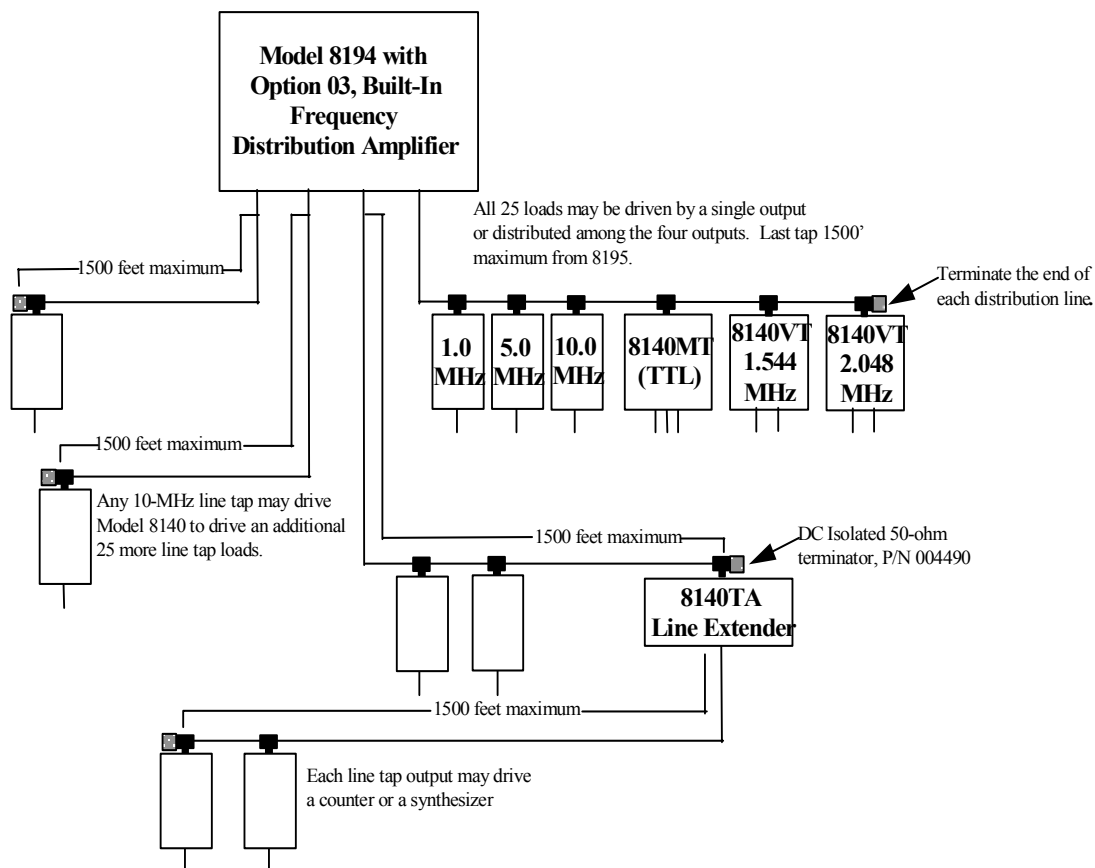 Model 8194 with
Option 03, Built-In
Frequency
Distribution Amplifier
All 25 loads may be driven by a single output
or distributed among the four outputs. Last tap 1500’
maximum from 8195.
1500 feet maximum
Terminate the end of
each distribution line.
1.0
MHz
5.0
MHz
10.0
MHz
8140MT
(TTL)
8140VT
1.544
MHz
8140VT
2.048
MHz
1500 feet maximum
Any 10-MHz line tap may drive
Model 8140 to drive an additional
25 more line tap loads.
1500 feet maximum
DC Isolated 50-ohm
terminator, P/N 004490
8140TA
Line Extender
1500 feet maximum
Each line tap output may drive
a counter or a synthesizer